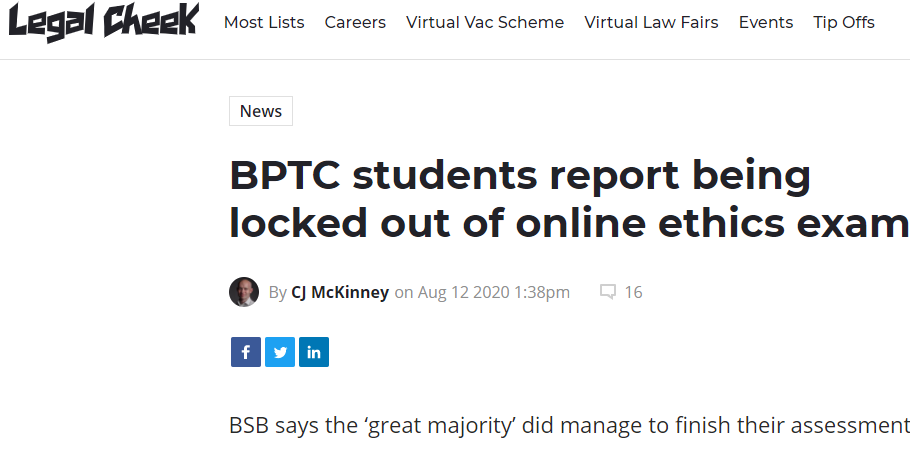 Legal Cheek Most Lists Careers Virtual Vac Scheme Virtual Law Fairs Events Tip Offs
News
BPTC students report being
locked out of online ethics exam
By CJ McKinney on Aug 12 2020 1:38pm 16
f in
BSB says the ‘great majority’ did manage to finish their assessment